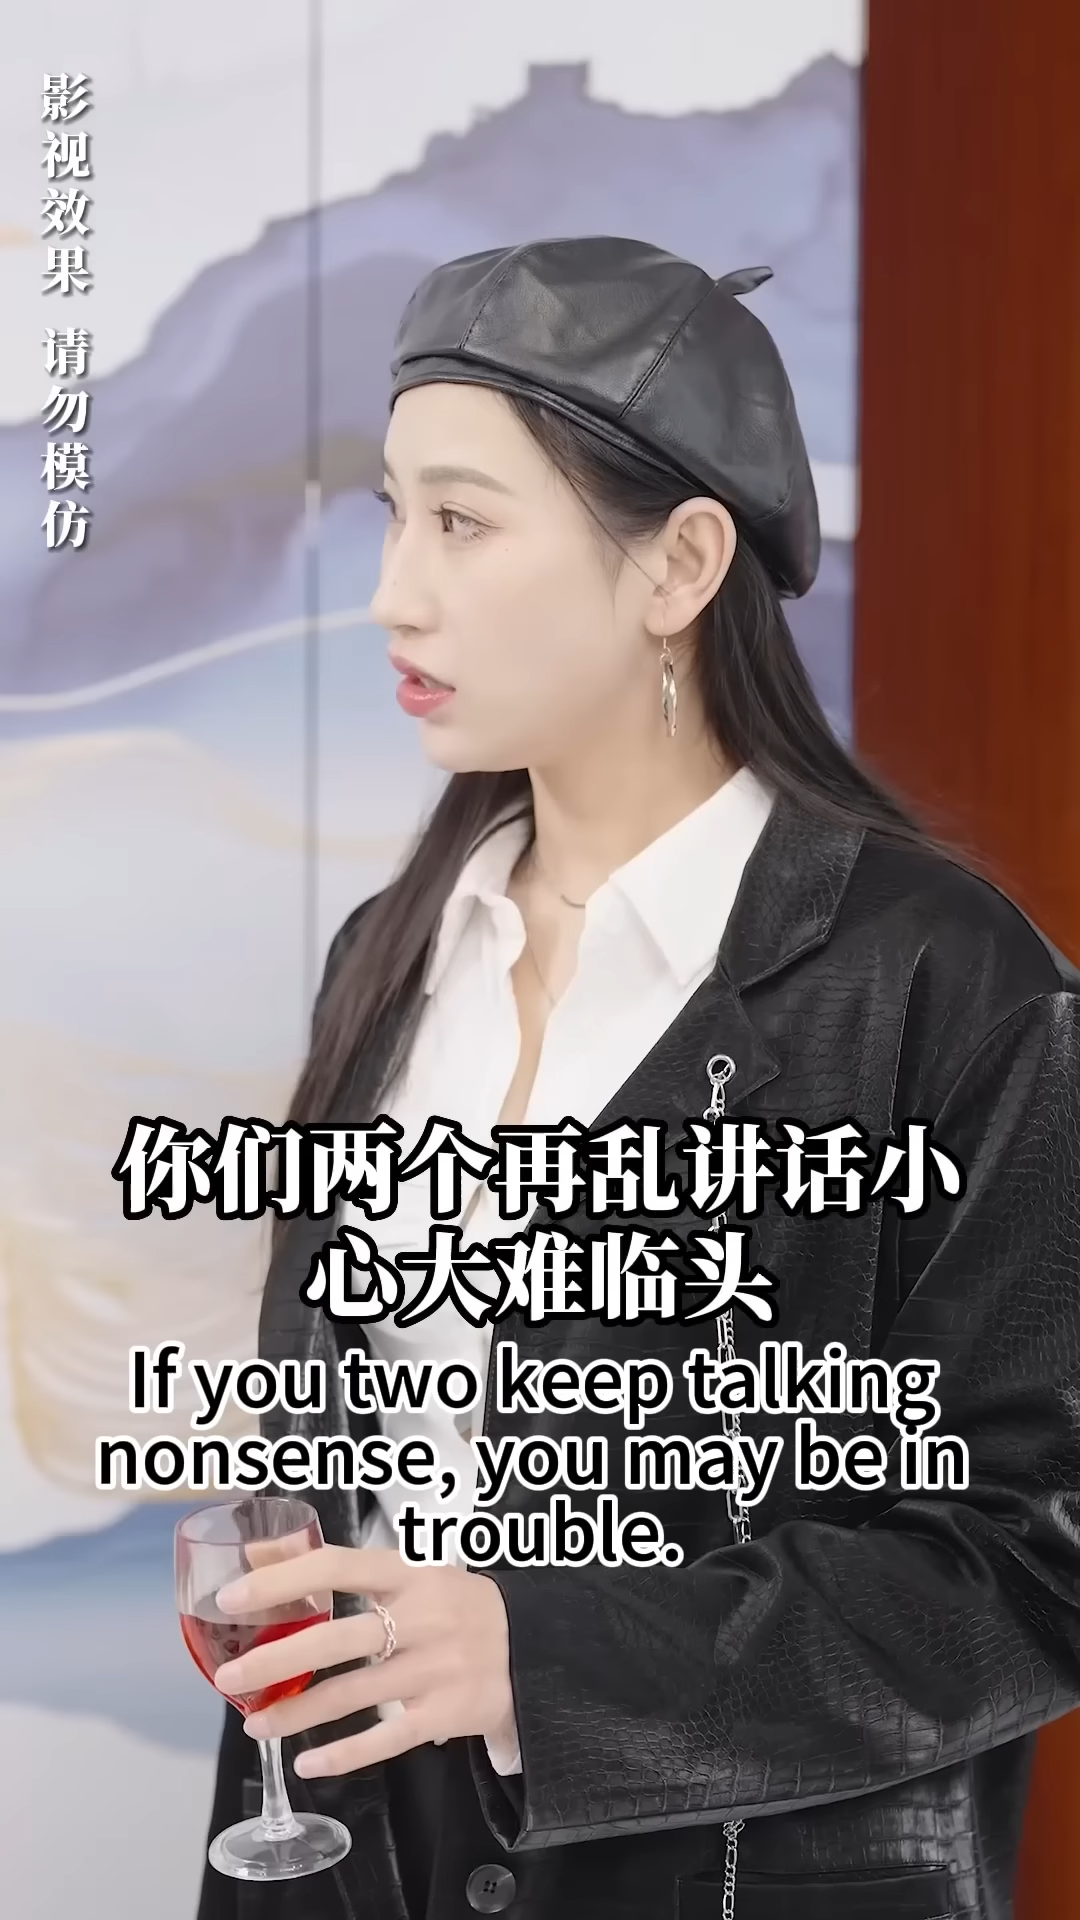 影视效果 请勿模仿
你们两个再乱讲话小
心大难临头
If you two keep talking
nonsense, you may be in
trouble.